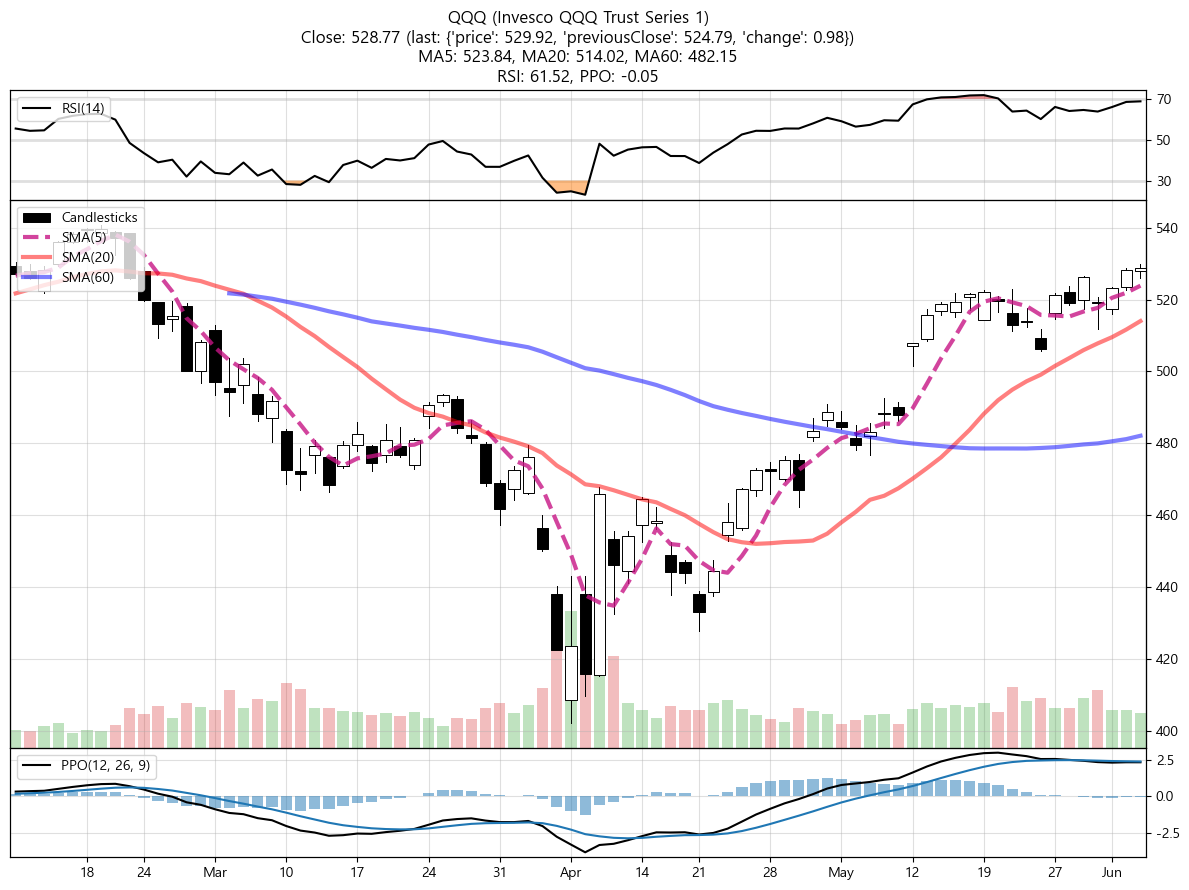 QQQ (Invesco QQQ Trust Series 1)
Close: 528.77 (last: {'price': 529.92, 'previousClose': 524.79, 'change': 0.98})
MA5: 523.84, MA20: 514.02, MA60: 482.15
RSI: 61.52, PPO: -0.05
RSI(14)
70
50
30
Candlesticks
SMA(5)
SMA(20)
SMA(60)
540
520
500
480
460
440
420
400
PPO(12, 26, 9)
2.5
0.0
-2.5
18 24 Mar 10 17 24 31 Apr 14 21 28 May 12 19 27 Jun